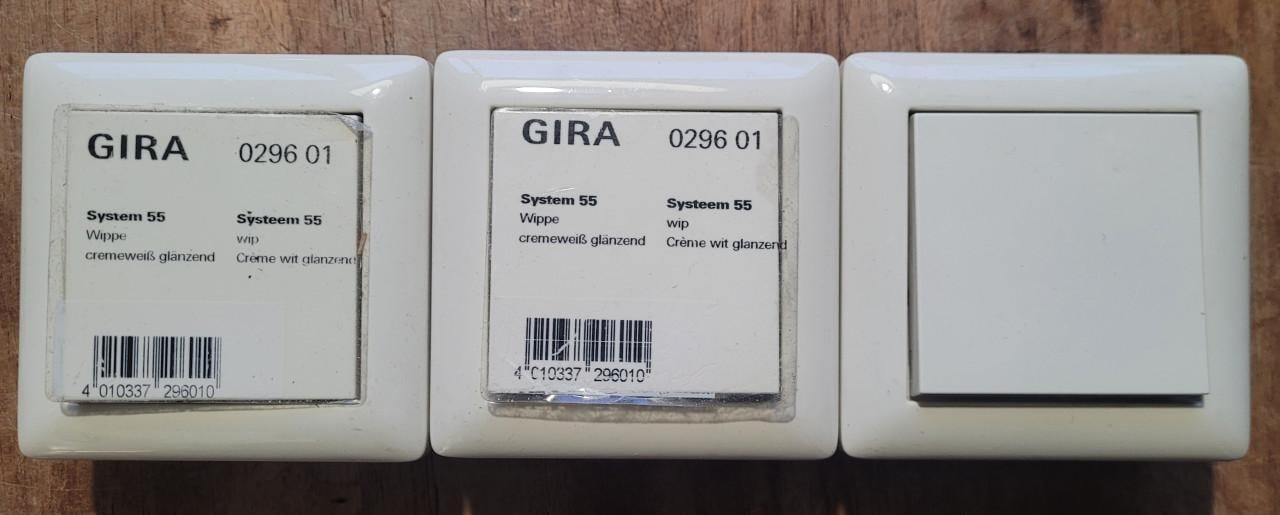 GIRA 0296 01
System 55 Systeem 55
Wippe wip
cremeweiß glänzend Crème wit glanzend
4 010337 296010
GIRA 0296 01
System 55 Systeem 55
Wippe wip
cremeweiß glänzend Crème wit glanzend
4 010337 296010